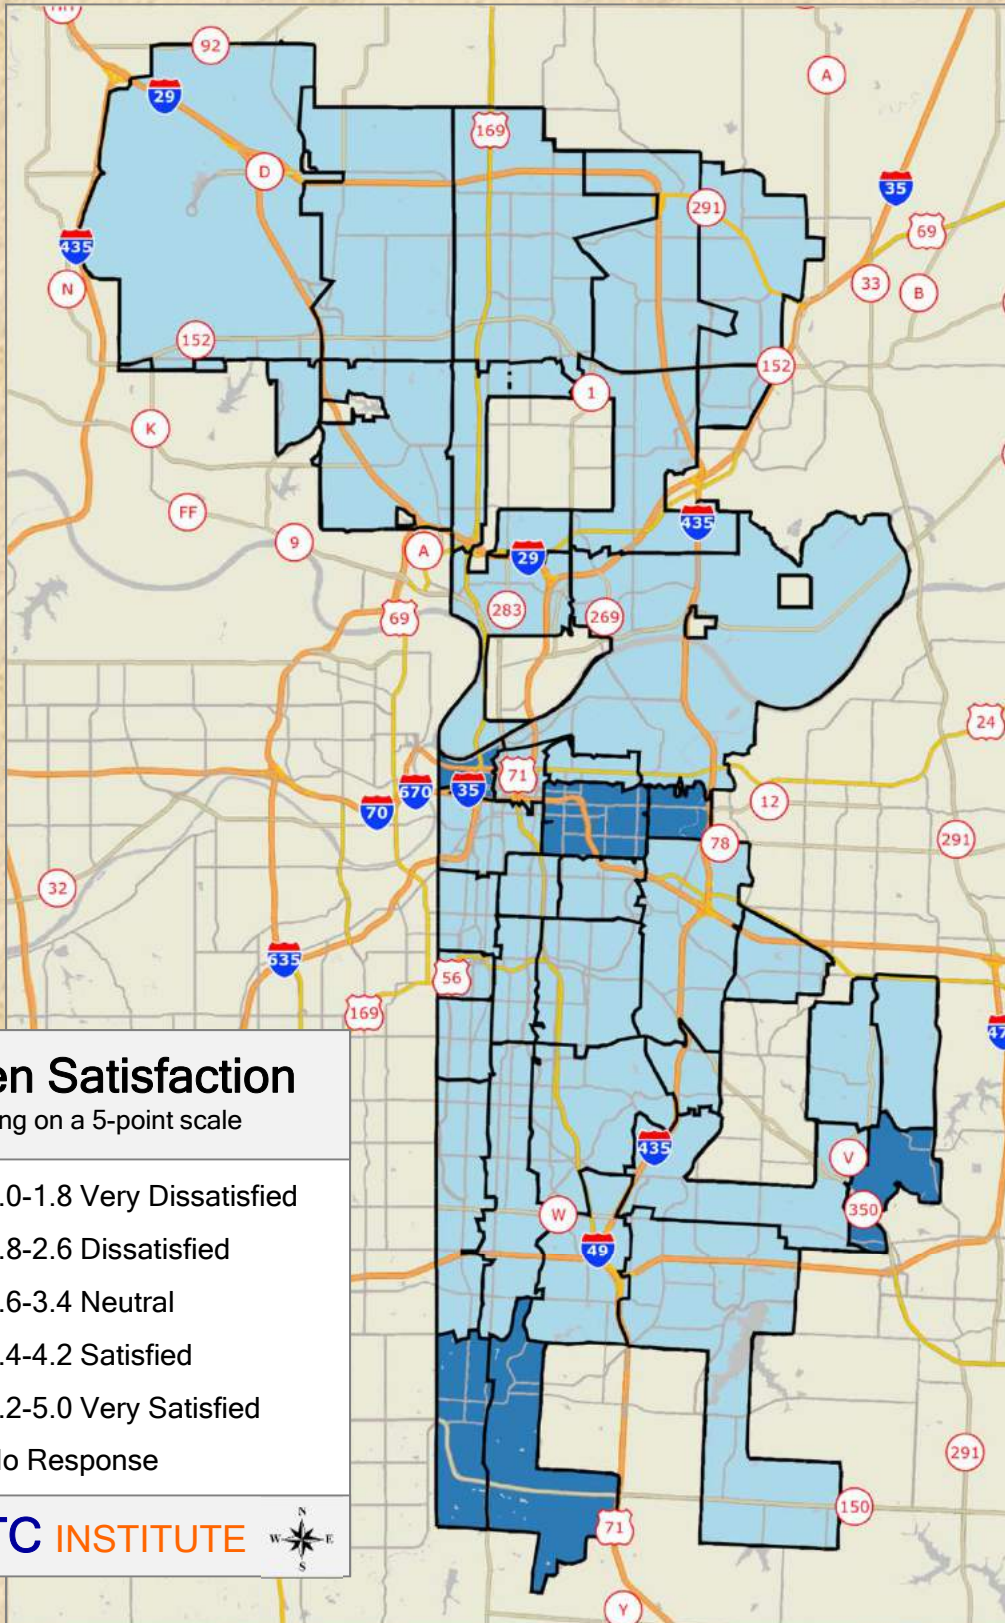 92
A
29
169
D
35
291
69
435
N
33
B
152
152
1
K
FF
435
9
A
29
283
269
69
24
71
670
35
12
70
78
291
32
635
56
169
47
en Satisfaction
ng on a 5-point scale
435
V
.0-1.8 Very Dissatisfied
350
W
.8-2.6 Dissatisfied
49
.6-3.4 Neutral
.4-4.2 Satisfied
.2-5.0 Very Satisfied
lo Response
291
150
TC INSTITUTE
N
W E
S
71
Y